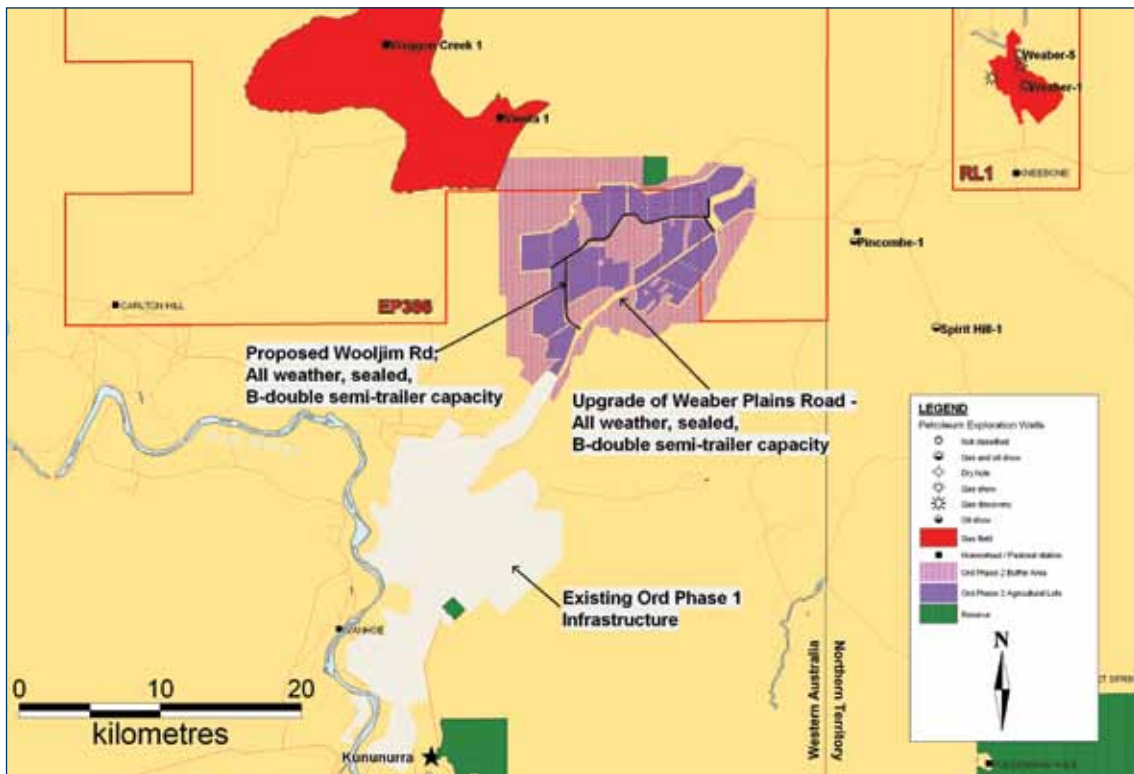 Waggon Creek 1
Vienta 1
Weaber-5
Weaber-1
RL1
KNEEBONE
Pincombe-1
CARLTON HILL
EP386
Spirit Hill-1
Proposed Wooljim Rd;
All weather, sealed,
B-double semi-trailer capacity
Upgrade of Weaber Plains Road -
All weather, sealed,
B-double semi-trailer capacity
LEGEND
Petroleum Exploration Wells
Not classified
Gas and oil show
Dry hole
Gas show
Gas discovery
Oil show
Gas field
Homestead / Pastoral station
Ord Phase 2 Buffer Area
Ord Phase 2 Agricultural Lots
Reserve
N
Existing Ord Phase 1
Infrastructure
IVANHOE
Western Australia
Northern Territory
0 10 20
kilometres
Kununurra